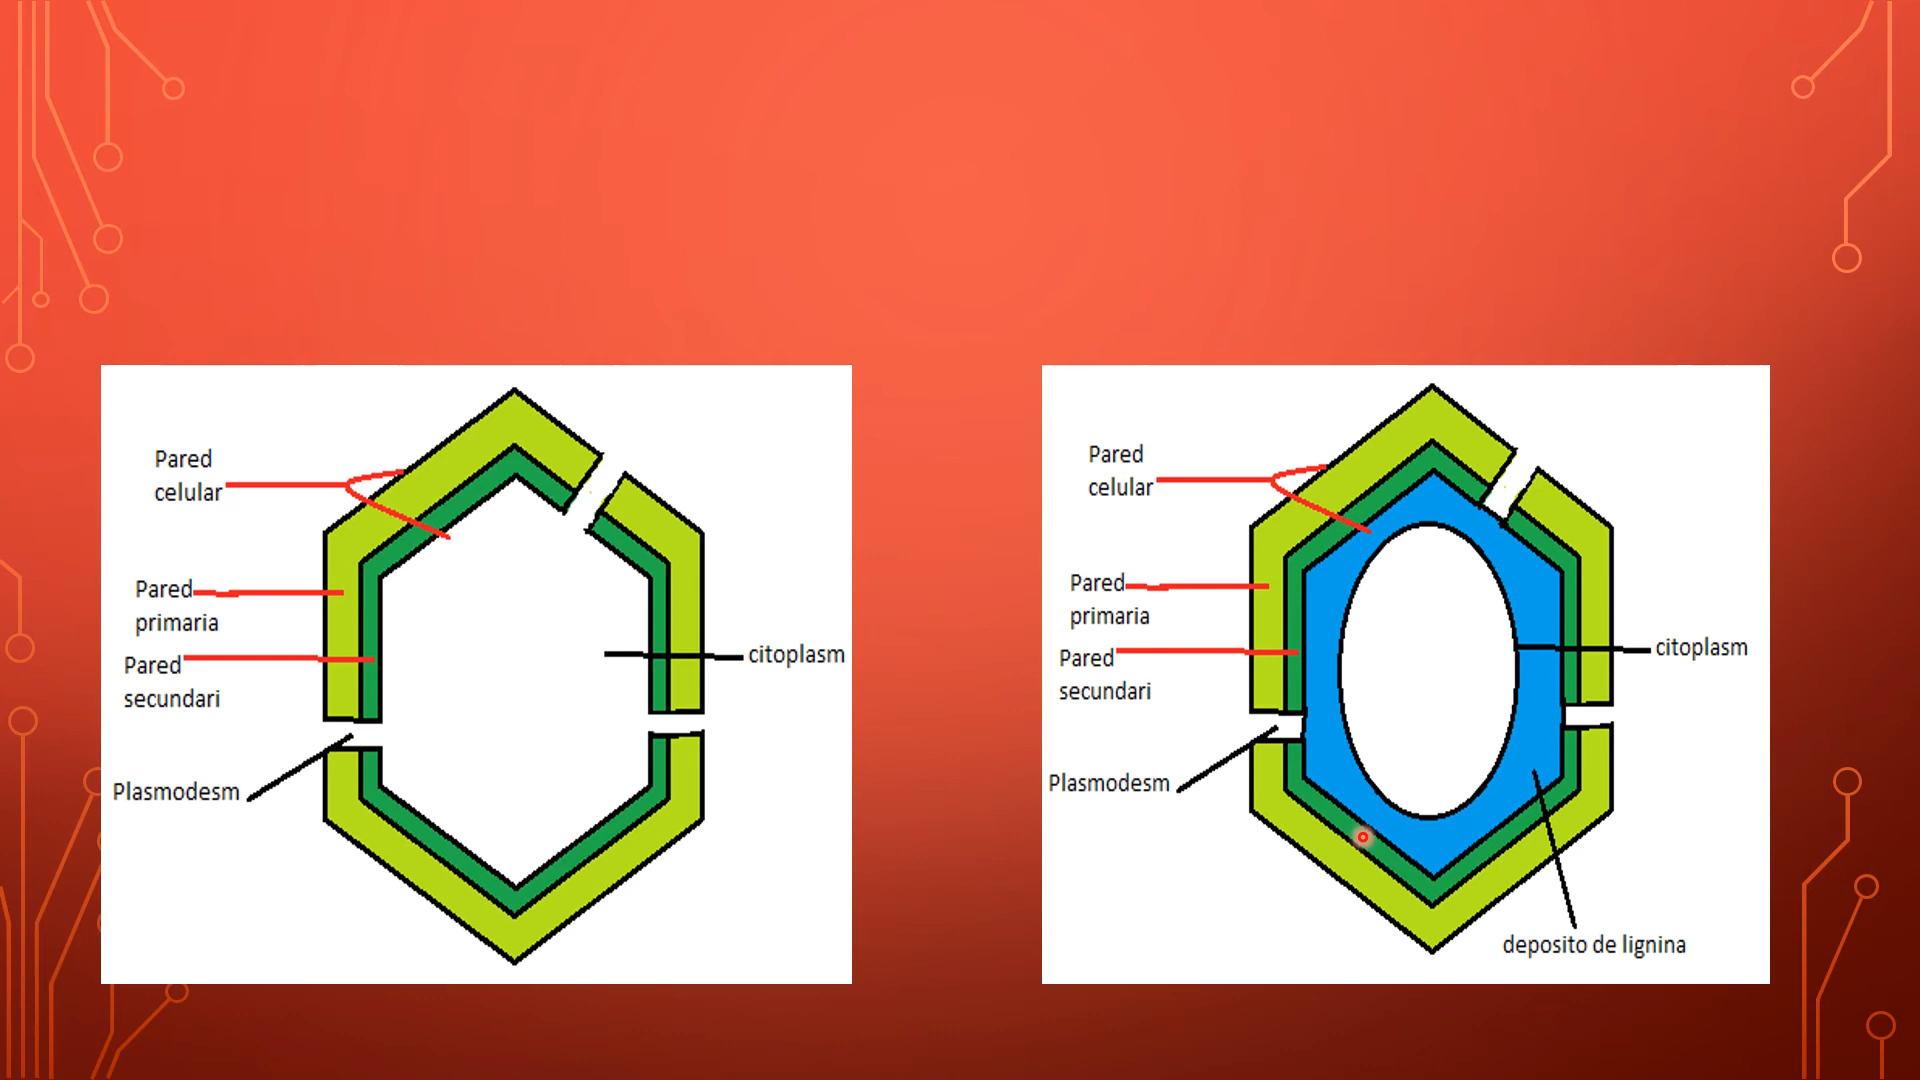 Pared
celular
Pared
primaria
Pared
secundari
Plasmodesm
citoplasm
Pared
celular
Pared
primaria
Pared
secundari
Plasmodesm
citoplasm
deposito de lignina